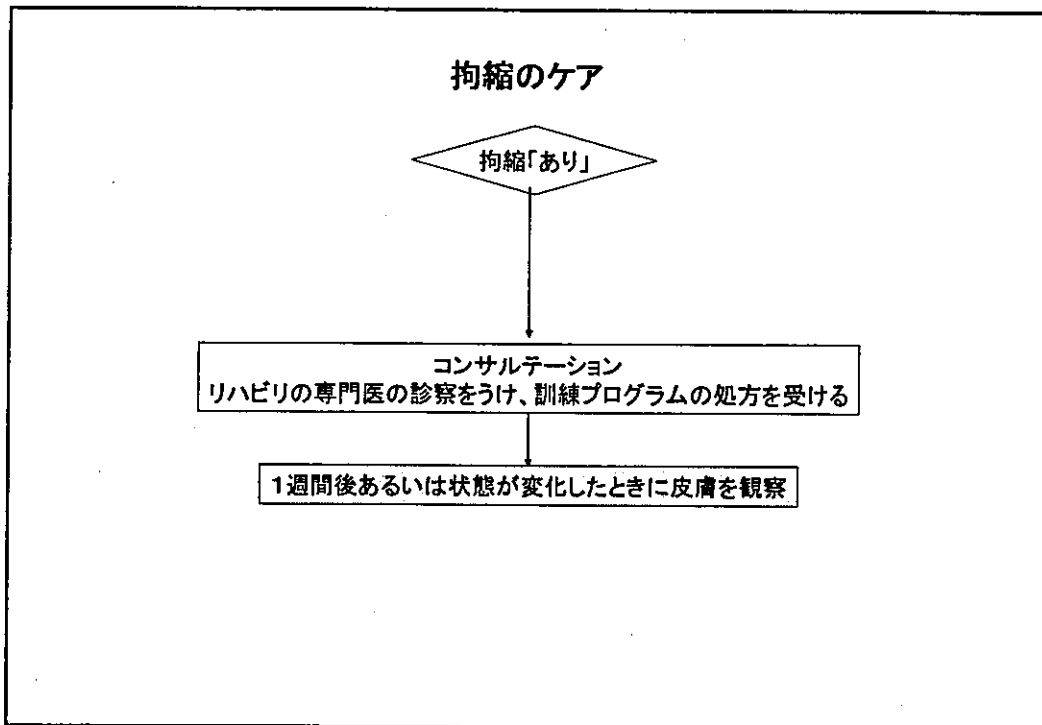 拘縮のケア
拘縮｢あり｣
コンサルテーション
リハビリの専門医の診察をうけ、訓練プログラムの処方を受ける
1週間後あるいは状態が変化したときに皮膚を観察